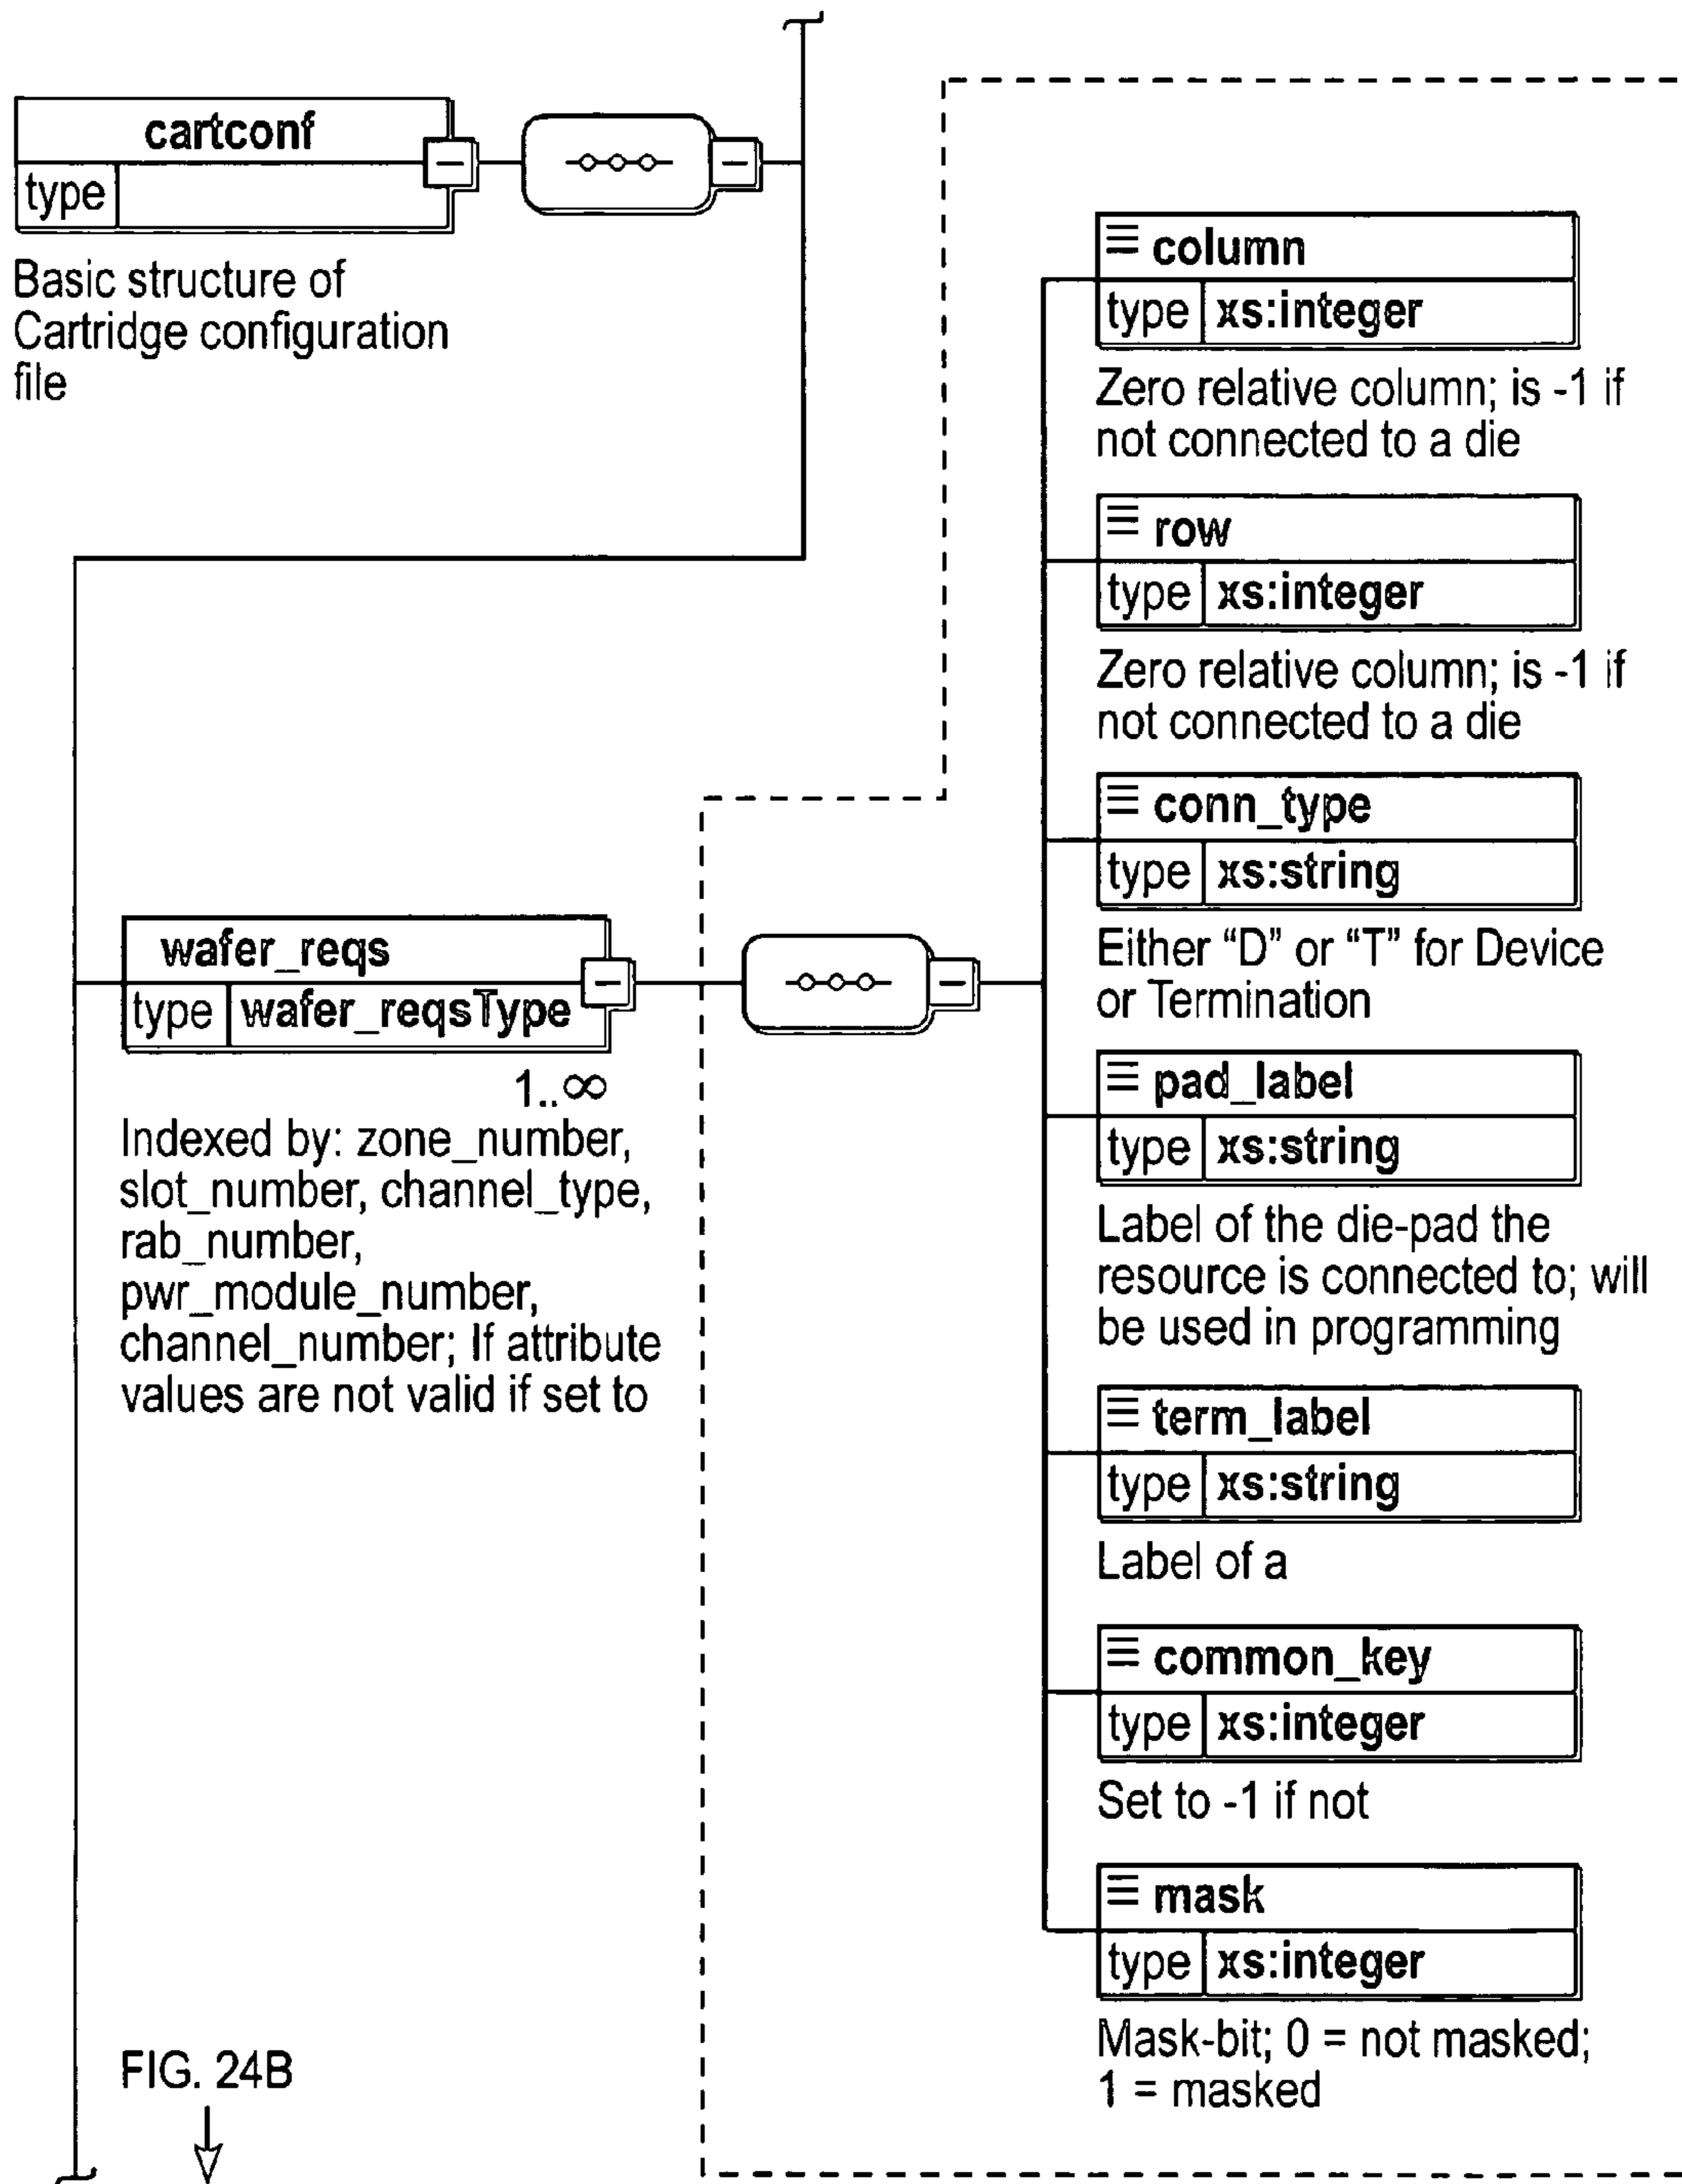 cartconf
type
Basic structure of
Cartridge configuration
file
wafer_reqs
type wafer_reqsType
1..∞
Indexed by: zone_number,
slot_number, channel_type,
rab_number,
pwr_module_number,
channel_number; If attribute
values are not valid if set to
column
type xs:integer
Zero relative column; is -1 if
not connected to a die
row
type xs:integer
Zero relative column; is -1 if
not connected to a die
conn_type
type xs:string
Either “D” or “T” for Device
or Termination
pad_label
type xs:string
Label of the die-pad the
resource is connected to; will
be used in programming
term_label
type xs:string
Label of a
common_key
type xs:integer
Set to -1 if not
mask
type xs:integer
Mask-bit; 0 = not masked;
1 = masked
FIG. 24B